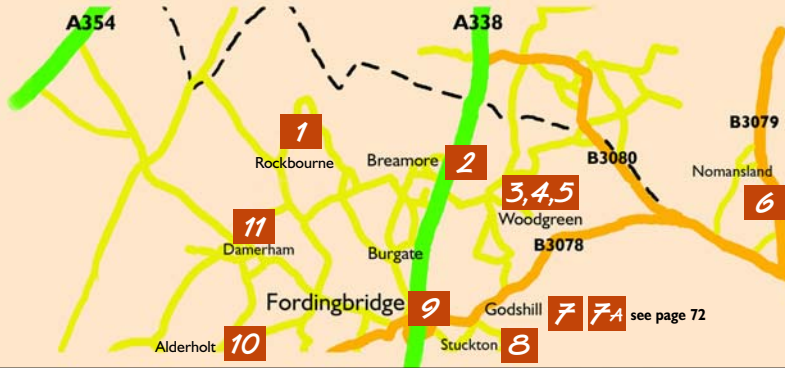 A354
A338
B3079
1
Rockbourne
Breamore 2
B3080
Nomansland
3,4,5
6
Woodgreen
11
Damerham
Burgate
B3078
Fordingbridge 9
Godshill 7 7A see page 72
Alderholt 10
Stuckton 8